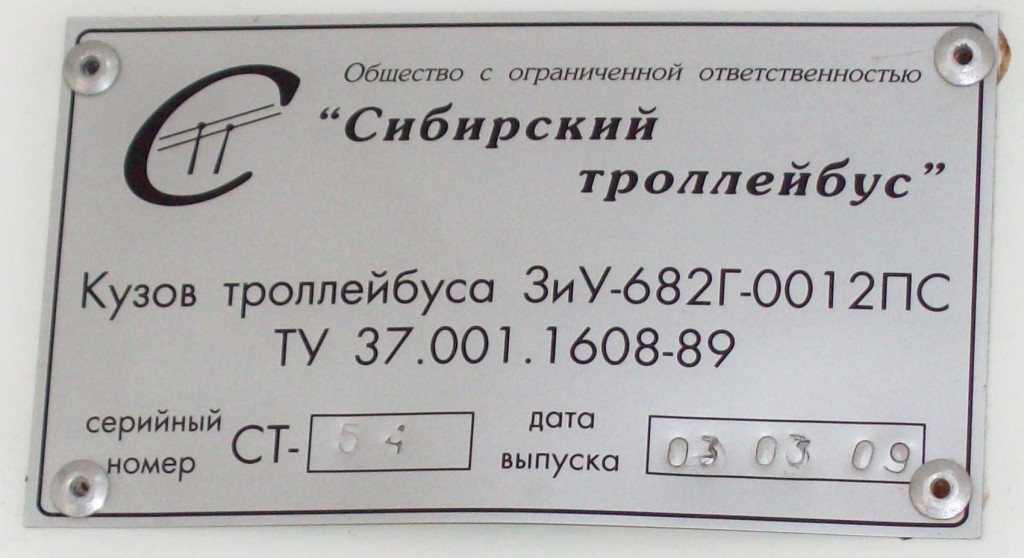 Общество с ограниченной ответственностью
“Сибирский
троллейбус”
Кузов троллейбуса ЗиУ-682Г-0012ПС
ТУ 37.001.1608-89
серийный номер СТ- 54
дата выпуска 03 03 09